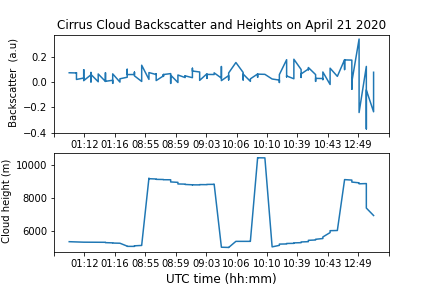 Cirrus Cloud Backscatter and Heights on April 21 2020
Backscatter (a.u)
0.2
0.0
−0.2
−0.4
01:12 01:16 08:55 08:59 09:03 10:06 10:10 10:39 10:43 12:49
Cloud height (m)
10000
8000
6000
01:12 01:16 08:55 08:59 09:03 10:06 10:10 10:39 10:43 12:49
UTC time (hh:mm)